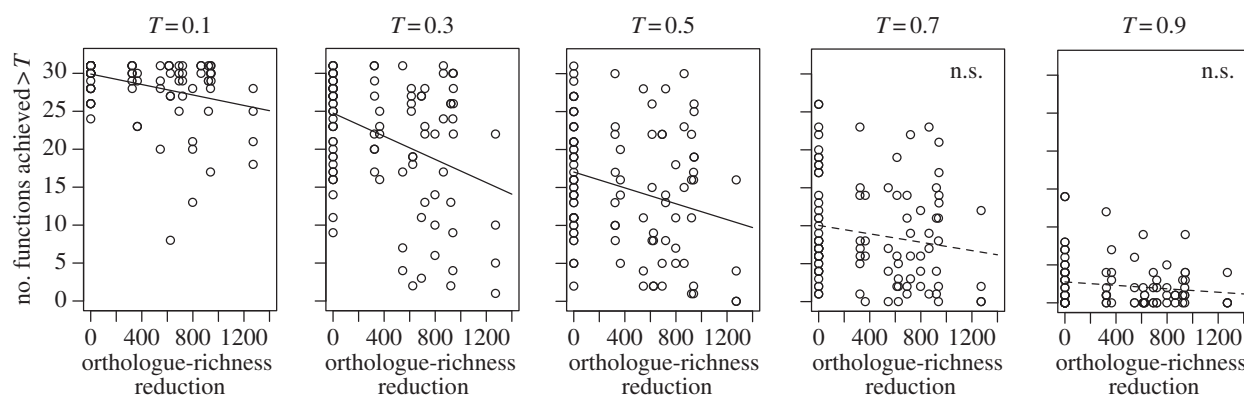 T = 0.1 T = 0.3 T = 0.5 T = 0.7 T = 0.9
no. functions achieved > T
30
25
20
15
10
5
0
n.s. n.s.
0 400 800 1200 0 400 800 1200 0 400 800 1200 0 400 800 1200 0 400 800 1200
orthologue-richness orthologue-richness orthologue-richness orthologue-richness orthologue-richness
reduction reduction reduction reduction reduction